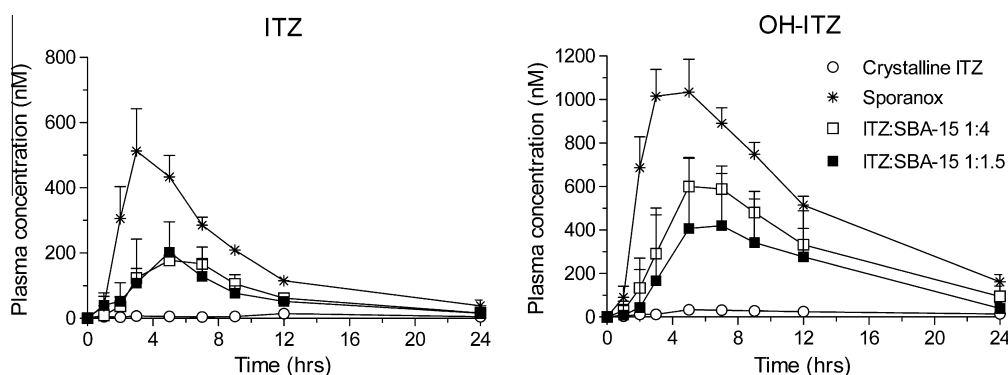 ITZ
Plasma concentration (nM)
800
600
400
200
0
0 4 8 12 16 20 24
Time (hrs)
OH-ITZ
Plasma concentration (nM)
1200
1000
800
600
400
200
0
0 4 8 12 16 20 24
Time (hrs)
Crystalline ITZ
Sporanox
ITZ:SBA-15 1:4
ITZ:SBA-15 1:1.5